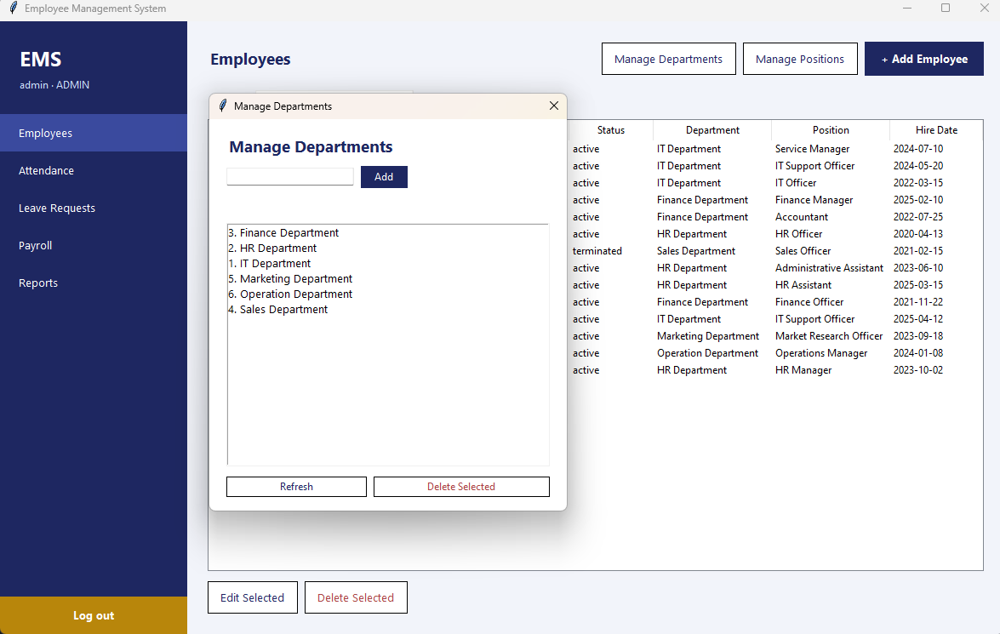 Employee Management System
EMS
admin · ADMIN
Employees
Attendance
Leave Requests
Payroll
Reports
Log out
Employees
Manage Departments
Manage Positions
+ Add Employee
Manage Departments
Manage Departments
Add
3. Finance Department
2. HR Department
1. IT Department
5. Marketing Department
6. Operation Department
4. Sales Department
Refresh
Delete Selected
Status Department Position Hire Date
active IT Department Service Manager 2024-07-10
active IT Department IT Support Officer 2024-05-20
active IT Department IT Officer 2022-03-15
active Finance Department Finance Manager 2025-02-10
active Finance Department Accountant 2022-07-25
active HR Department HR Officer 2020-04-13
terminated Sales Department Sales Officer 2021-02-15
active HR Department Administrative Assistant 2023-06-10
active HR Department HR Assistant 2025-03-15
active Finance Department Finance Officer 2021-11-22
active IT Department IT Support Officer 2025-04-12
active Marketing Department Market Research Officer 2023-09-18
active Operation Department Operations Manager 2024-01-08
active HR Department HR Manager 2023-10-02
Edit Selected
Delete Selected